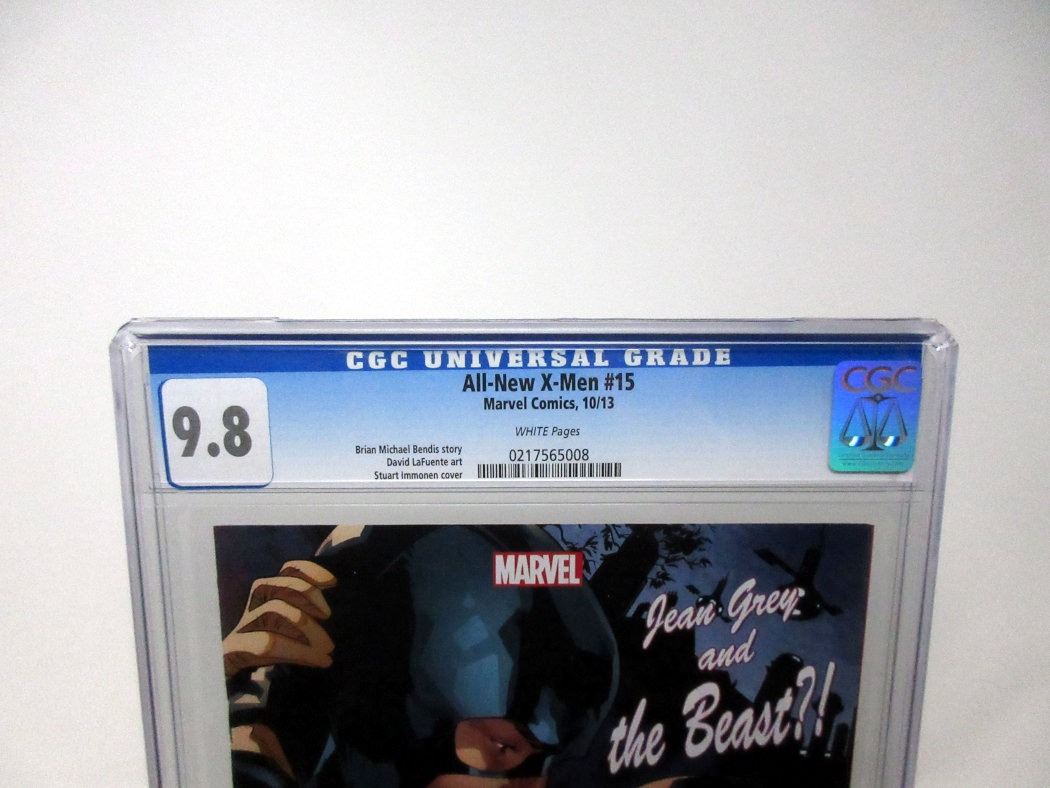 CGC UNIVERSAL GRADE
All-New X-Men #15
Marvel Comics, 10/13
9.8
WHITE Pages
Brian Michael Bendis story
David LaFuente art
Stuart Immonen cover
0217565008
CGC
MARVEL
Jean Grey
and
the Beast?!